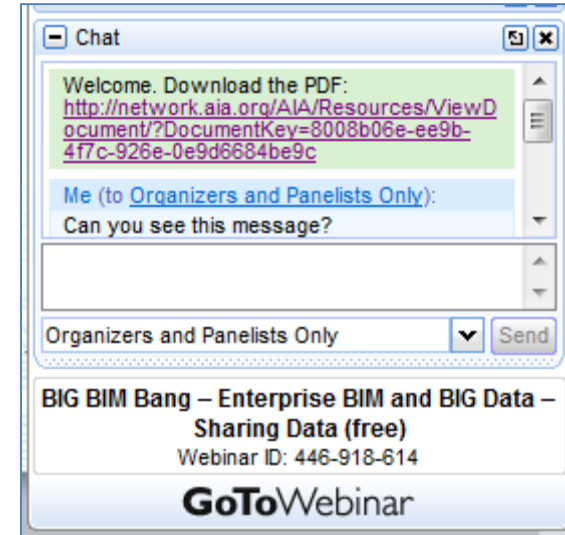 Chat
Welcome. Download the PDF:
http://network.aia.org/AIA/Resources/ViewD
ocument/?DocumentKey=8008b06e-ee9b-
4f7c-926e-0e9d6684be9c
Me (to Organizers and Panelists Only):
Can you see this message?
Organizers and Panelists Only
Send
BIG BIM Bang – Enterprise BIM and BIG Data –
Sharing Data (free)
Webinar ID: 446-918-614
GoToWebinar